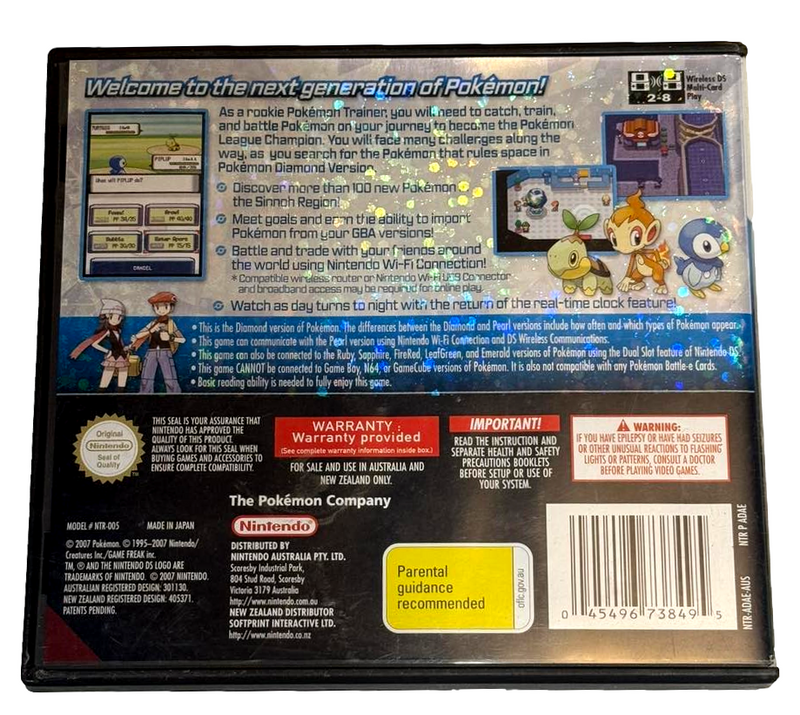 Welcome to the next generation of Pokémon!
2-8
Wireless DS
Multi-Card
Play
As a rookie Pokémon Trainer, you will need to catch, train,
and battle Pokémon on your journey to become the Pokémon
League Champion. You will face many challenges along the
way, as you search for the Pokémon that rules space in
Pokémon Diamond Version.
Discover more than 100 new Pokémon in
the Sinnoh Region!
Meet goals and earn the ability to import
Pokémon from your GBA versions!
Battle and trade with your friends around
the world using Nintendo Wi-Fi Connection!
* Compatible wireless router or Nintendo Wi-Fi USB Connector
and broadband access may be required for online play.
Watch as day turns to night with the return of the real-time clock feature!
PIPLUP
What will PIPLUP do?
Pound
PP 34/35
Growl
PP 40/40
Bubble
PP 30/30
Water Sport
PP 15/15
CANCEL
• This is the Diamond version of Pokémon. The differences between the Diamond and Pearl versions include how often and which types of Pokémon appear.
• This game can communicate with the Pearl version using Nintendo Wi-Fi Connection and DS Wireless Communications.
• This game can also be connected to the Ruby, Sapphire, FireRed, LeafGreen, and Emerald versions of Pokémon using the Dual Slot feature of Nintendo DS.
• This game CANNOT be connected to Game Boy, N64, or GameCube versions of Pokémon. It is also not compatible with any Pokémon Battle-e Cards.
• Basic reading ability is needed to fully enjoy this game.
Original
Nintendo
Seal of
Quality
THIS SEAL IS YOUR ASSURANCE THAT
NINTENDO HAS APPROVED THE
QUALITY OF THIS PRODUCT.
ALWAYS LOOK FOR THIS SEAL WHEN
BUYING GAMES AND ACCESSORIES TO
ENSURE COMPLETE COMPATIBILITY.
WARRANTY :
Warranty provided
(See complete warranty information inside box.)
FOR SALE AND USE IN AUSTRALIA AND
NEW ZEALAND ONLY.
IMPORTANT!
READ THE INSTRUCTION AND
SEPARATE HEALTH AND SAFETY
PRECAUTIONS BOOKLETS
BEFORE SETUP OR USE OF
YOUR SYSTEM.
WARNING:
IF YOU HAVE EPILEPSY OR HAVE HAD SEIZURES
OR OTHER UNUSUAL REACTIONS TO FLASHING
LIGHTS OR PATTERNS, CONSULT A DOCTOR
BEFORE PLAYING VIDEO GAMES.
The Pokémon Company
Nintendo®
MODEL # NTR-005 MADE IN JAPAN
© 2007 Pokémon. © 1995–2007 Nintendo/
Creatures Inc./GAME FREAK inc.
TM, ® AND THE NINTENDO DS LOGO ARE
TRADEMARKS OF NINTENDO. © 2007 NINTENDO.
AUSTRALIAN REGISTERED DESIGN: 301130.
NEW ZEALAND REGISTERED DESIGN: 405371.
PATENTS PENDING.
DISTRIBUTED BY
NINTENDO AUSTRALIA PTY. LTD.
Scoresby Industrial Park,
804 Stud Road, Scoresby
Victoria 3179 Australia
http://www.nintendo.com.au
NEW ZEALAND DISTRIBUTOR
SOFTPRINT INTERACTIVE LTD.
http://www.nintendo.co.nz
Parental
guidance
recommended
oflc.gov.au
0 45496 73849 5
NTR P ADAE
NTR-ADAE-AUS